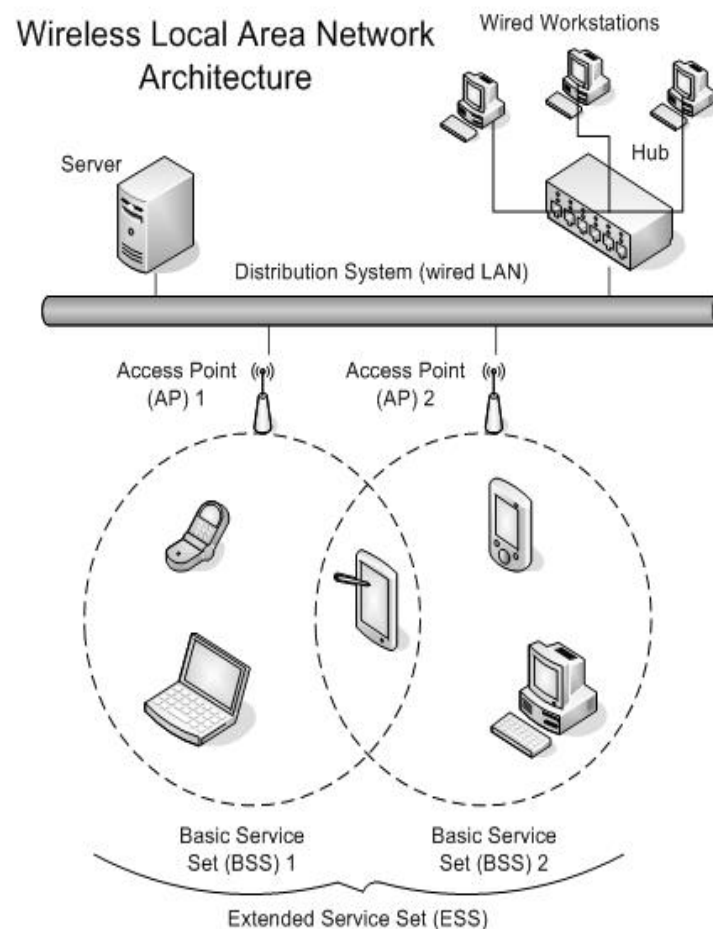 Wireless Local Area Network
Architecture
Wired Workstations
Server
Hub
Distribution System (wired LAN)
Access Point
(AP) 1
Access Point
(AP) 2
Basic Service
Set (BSS) 1
Basic Service
Set (BSS) 2
Extended Service Set (ESS)